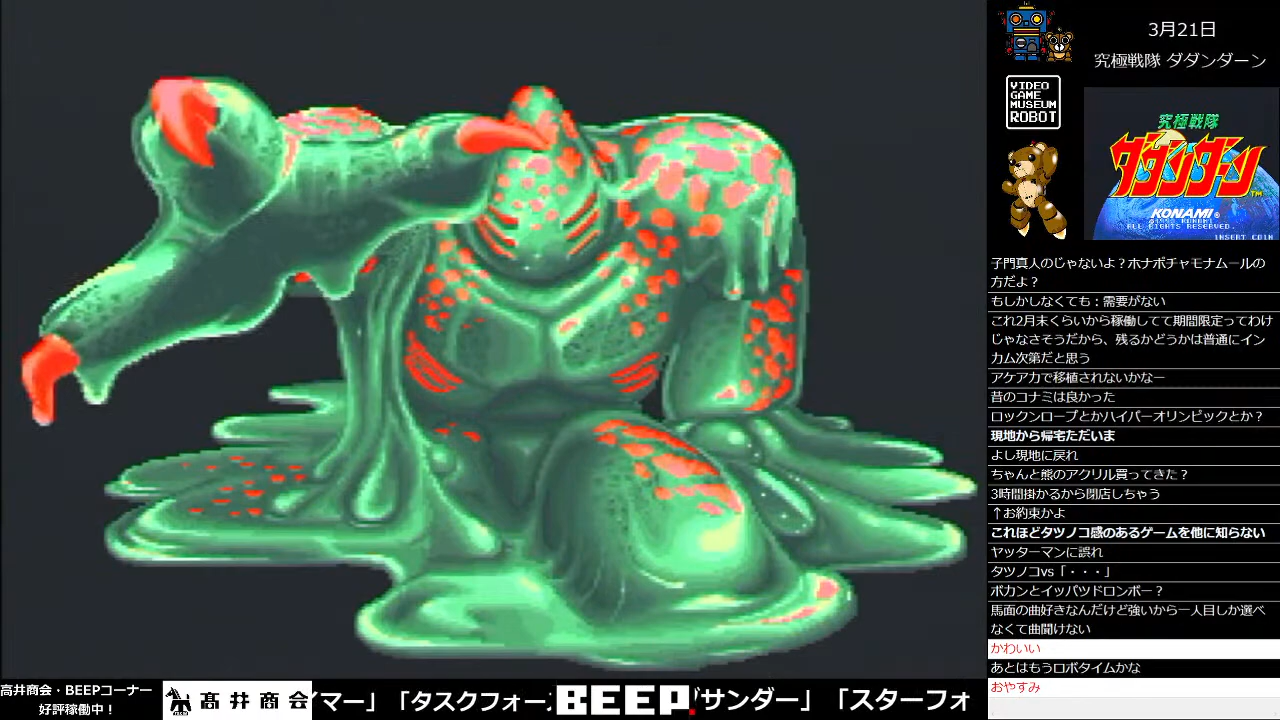 3月21日
究極戦隊 ダダンダーン
VIDEO
GAME
MUSEUM
ROBOT
究極戦隊
ダダンダーン
TM
KONAMI®
ALL RIGHTS RESERVED.
INSERT COIN
子門真人のじゃないよ？ホナポチャモナムールの
方だよ？
もしかしなくても：需要がない
これ2月末くらいから稼働してて期間限定ってわけ
じゃなさそうだから、残るかどうかは普通にイン
カム次第だと思う
アケアカで移植されないかなー
昔のコナミは良かった
ロックンロープとかハイパーオリンピックとか？
現地から帰宅ただいま
よし現地に戻れ
ちゃんと熊のアクリル買ってきた？
3時間掛かるから閉店しちゃう
↑お約束かよ
これほどタツノコ感のあるゲームを他に知らない
ヤッターマンに誤れ
タツノコvs「・・・」
ボカンとイッパツドロンボー？
馬面の曲好きなんだけど強いから一人目しか選べ
なくて曲聞けない
かわいい
あとはもうロボタイムかな
おやすみ
高井商会・BEEPコーナー
好評稼働中！
髙井商会
イマー」「タスクフォー
BEEP.
サンダー」「スターフォ